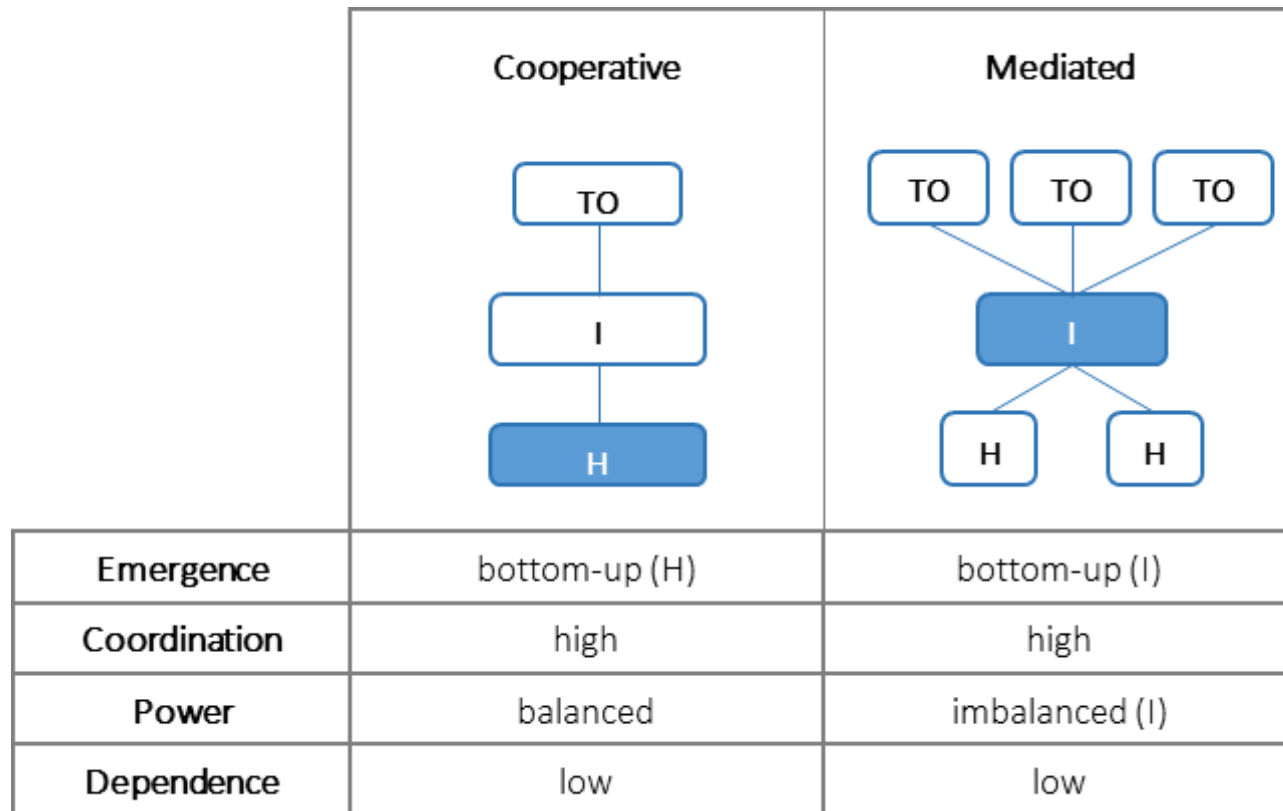 Cooperative Mediated
TO TO TO TO
I I
H H H
Emergence bottom-up (H) bottom-up (I)
Coordination high high
Power balanced imbalanced (I)
Dependence low low